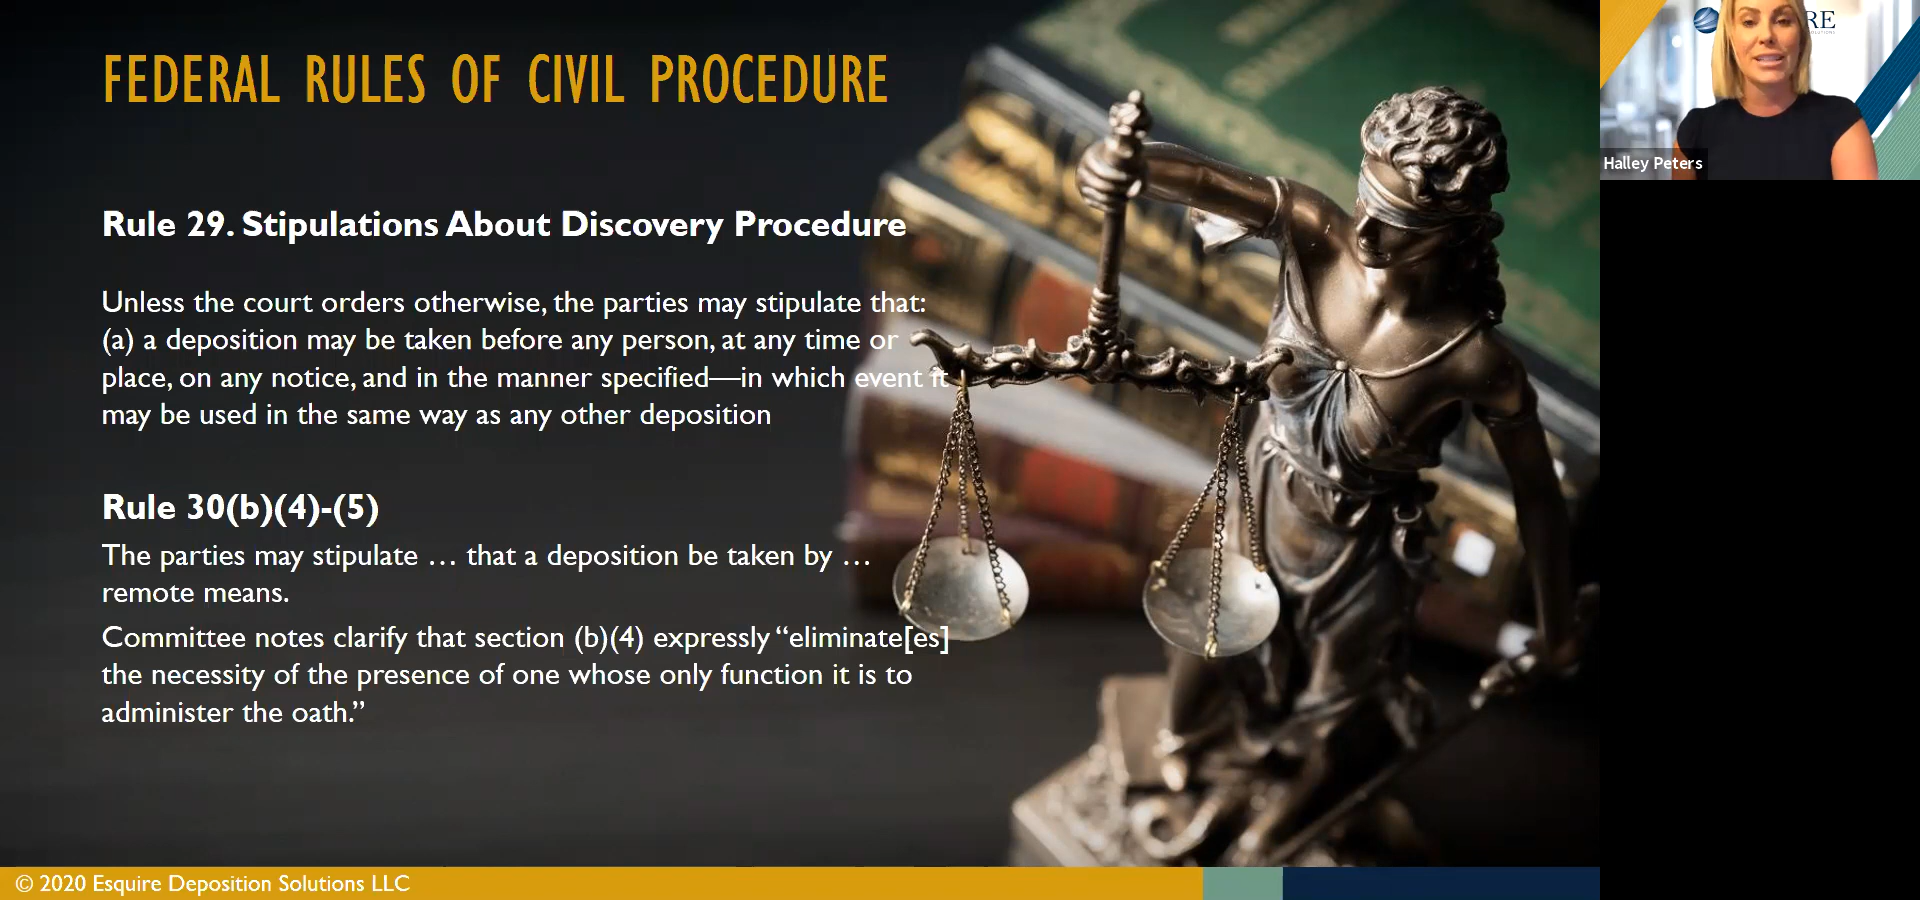 FEDERAL RULES OF CIVIL PROCEDURE
Rule 29. Stipulations About Discovery Procedure
Unless the court orders otherwise, the parties may stipulate that:
(a) a deposition may be taken before any person, at any time or
place, on any notice, and in the manner specified—in which event it
may be used in the same way as any other deposition
Rule 30(b)(4)-(5)
The parties may stipulate … that a deposition be taken by …
remote means.
Committee notes clarify that section (b)(4) expressly “eliminate[es]
the necessity of the presence of one whose only function it is to
administer the oath.”
© 2020 Esquire Deposition Solutions LLC
RE
Halley Peters